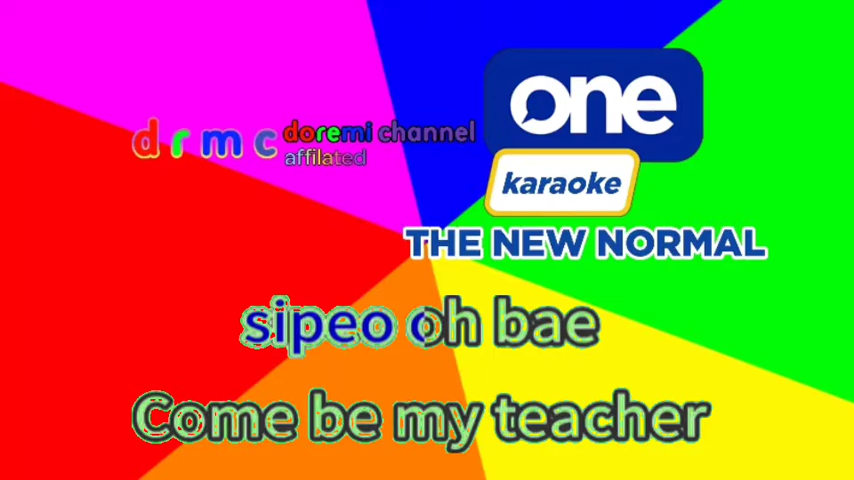 one
d r m c doremi channel
affilated
karaoke
THE NEW NORMAL
sipeo oh bae
Come be my teacher